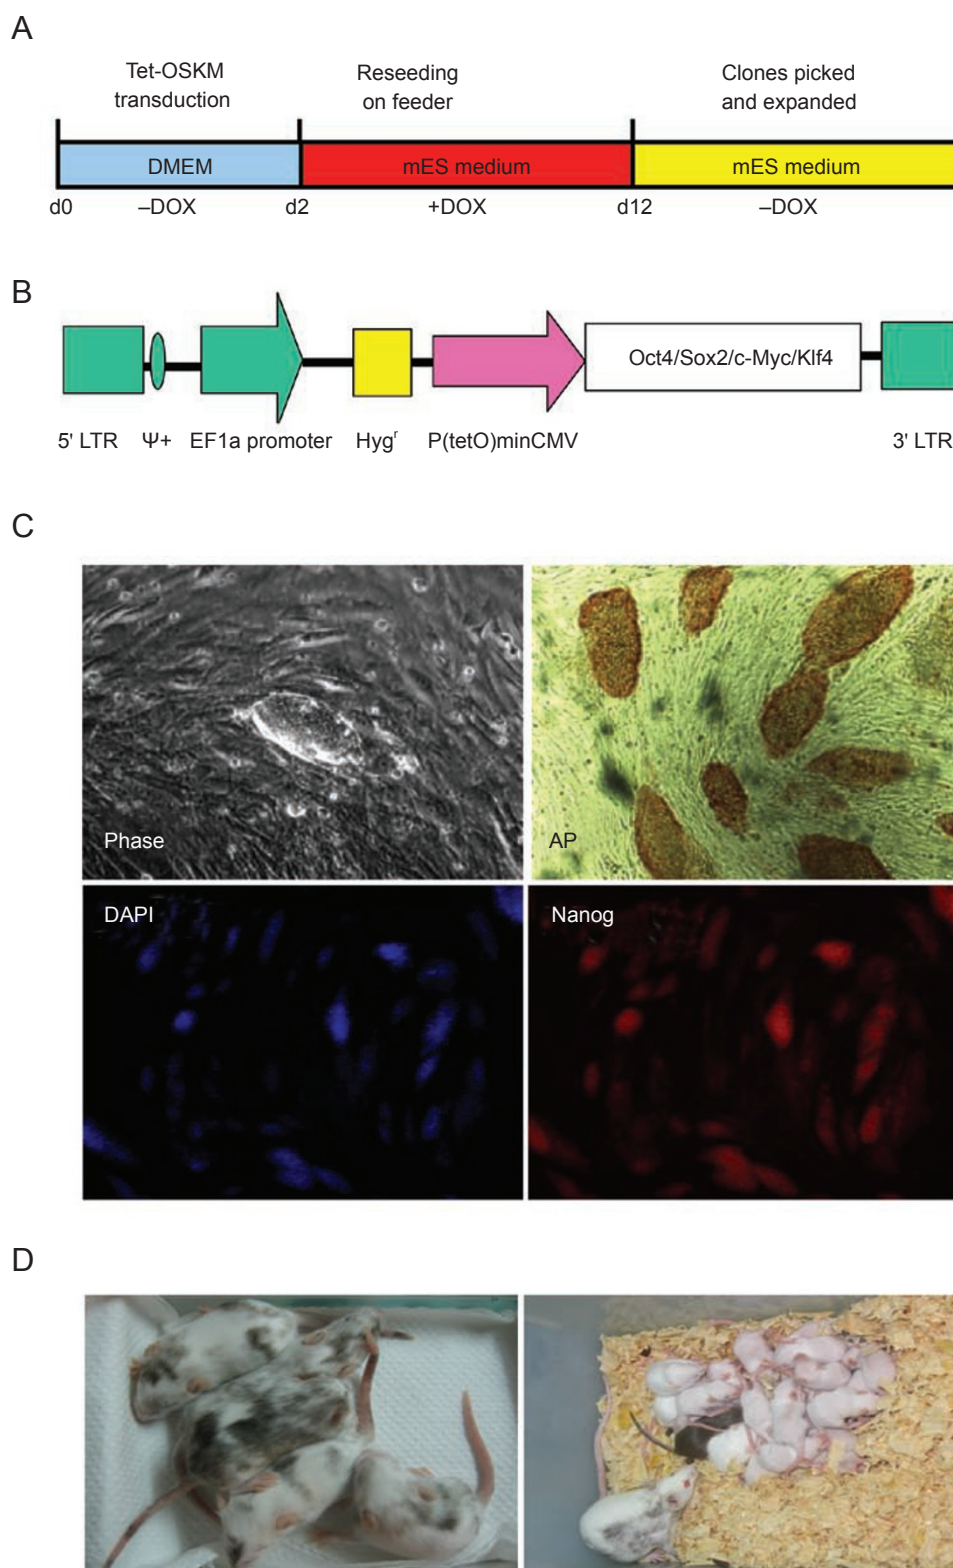 A
Tet-OSKM
transduction
Reseeding
on feeder
Clones picked
and expanded
DMEM
mES medium
mES medium
d0
–DOX
d2
+DOX
d12
–DOX
B
Oct4/Sox2/c-Myc/Klf4
5' LTR
Ψ+
EF1a promoter
Hygʳ
P(tetO)minCMV
3' LTR
C
Phase
AP
DAPI
Nanog
D